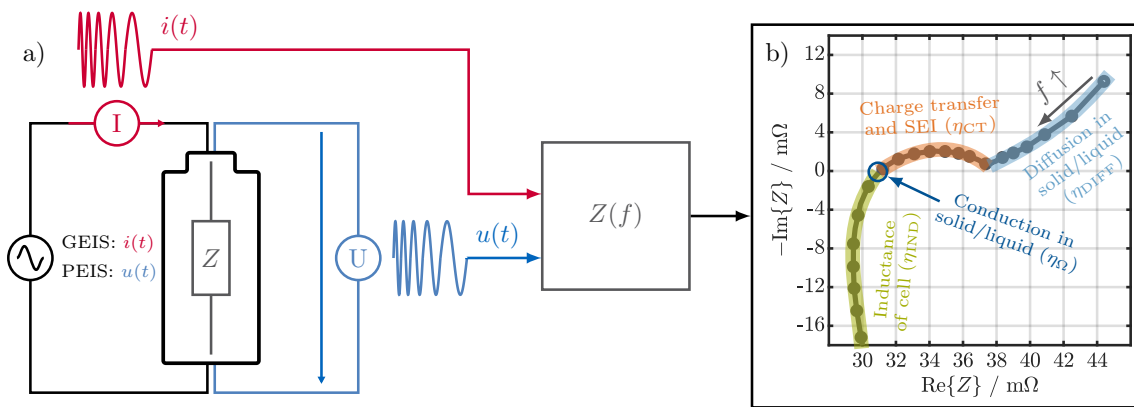 a)
i(t)
I
GEIS: i(t)
PEIS: u(t)
Z
U
u(t)
Z(f)
b)
12
8
4
0
-4
-8
-12
-16
−Im{Z} / mΩ
30 32 34 36 38 40 42 44
Re{Z} / mΩ
Charge transfer
and SEI (ηCT)
f ↑
Diffusion in
solid/liquid
(ηDIFF)
Conduction in
solid/liquid (ηΩ)
Inductance
of cell (ηIND)